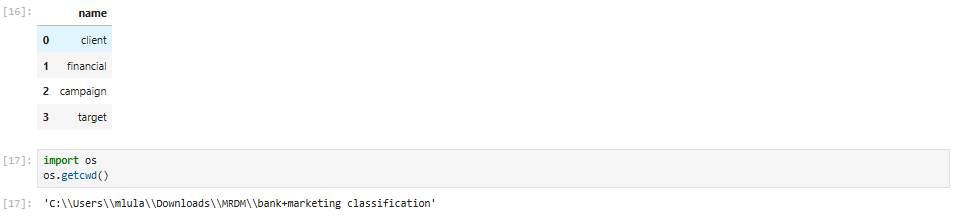 [16]:
name
0 client
1 financial
2 campaign
3 target
[17]: import os
os.getcwd()
[17]: 'C:\\Users\\mlula\\Downloads\\MRDM\\bank+marketing classification'